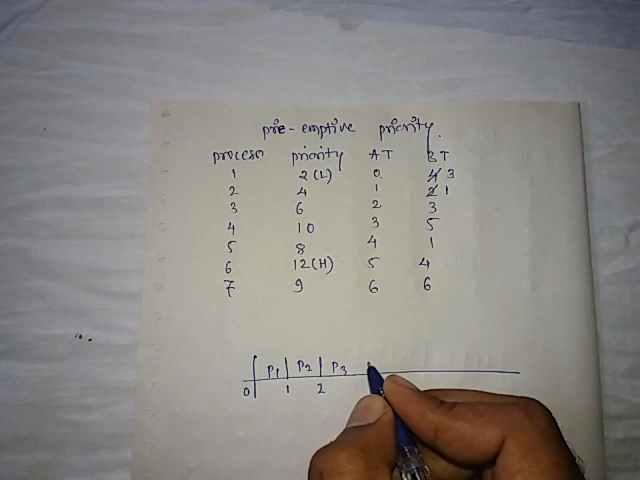 pre-emptive priority.
process priority AT BT
1 2(L) 0 4 3
2 4 1 2 1
3 6 2 3
4 10 3 5
5 8 4 1
6 12(H) 5 4
7 9 6 6
P1 P2 P3
0 1 2